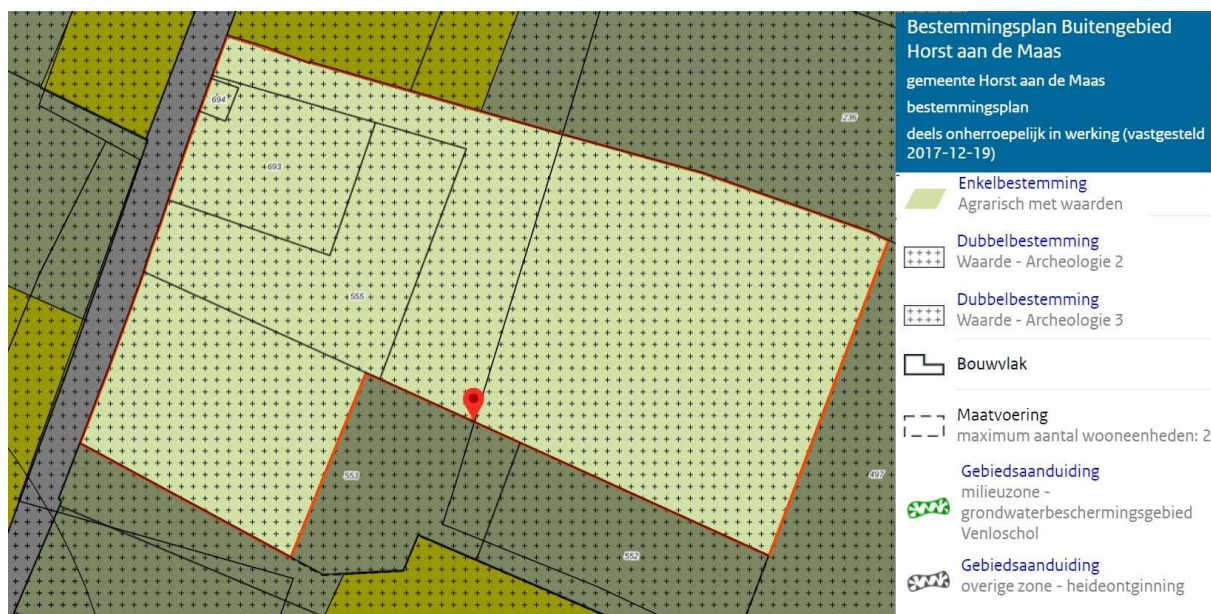 Bestemmingsplan Buitengebied
Horst aan de Maas
gemeente Horst aan de Maas
bestemmingsplan
deels onherroepelijk in werking (vastgesteld
2017-12-19)
Enkelbestemming
Agrarisch met waarden
Dubbelbestemming
Waarde - Archeologie 2
Dubbelbestemming
Waarde - Archeologie 3
Bouwvlak
Maatvoering
maximum aantal wooneenheden: 2
Gebiedsaanduiding
milieuzone -
grondwaterbeschermingsgebied
Venloschol
Gebiedsaanduiding
overige zone - heideontginning
694
236
693
555
553
497
552